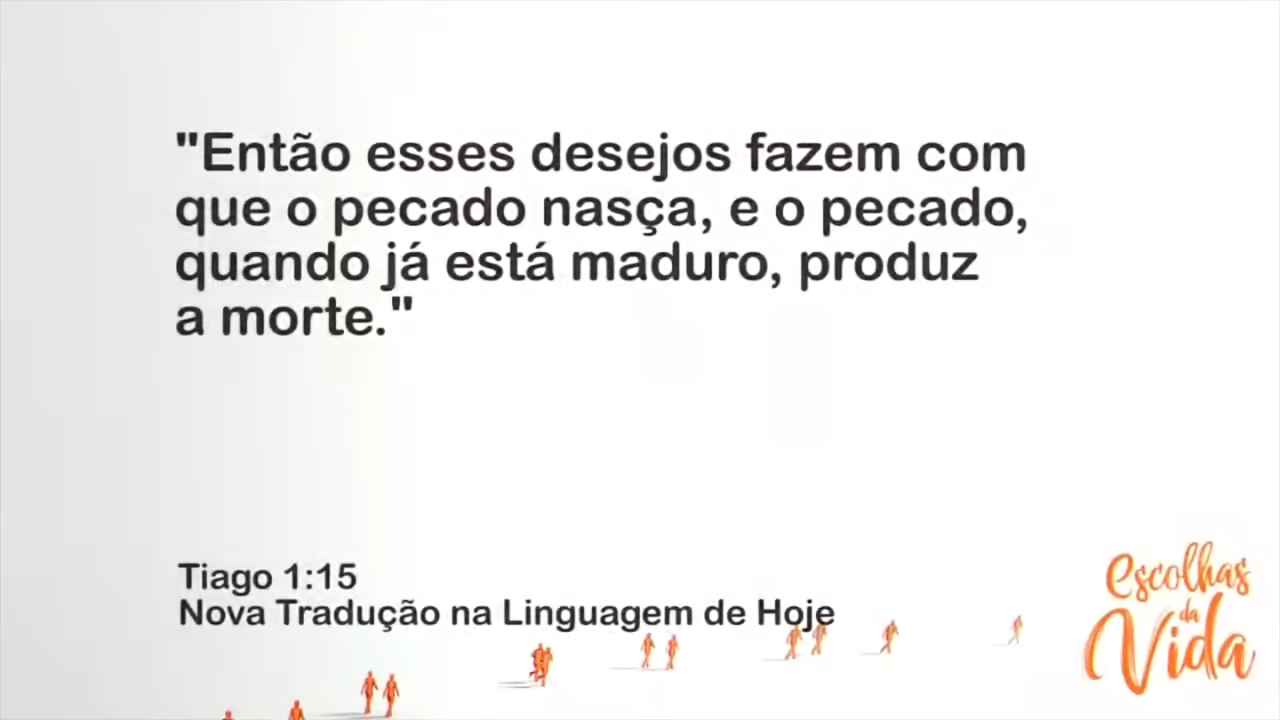 "Então esses desejos fazem com
que o pecado nasça, e o pecado,
quando já está maduro, produz
a morte."
Tiago 1:15
Nova Tradução na Linguagem de Hoje
Escolhas
da
Vida